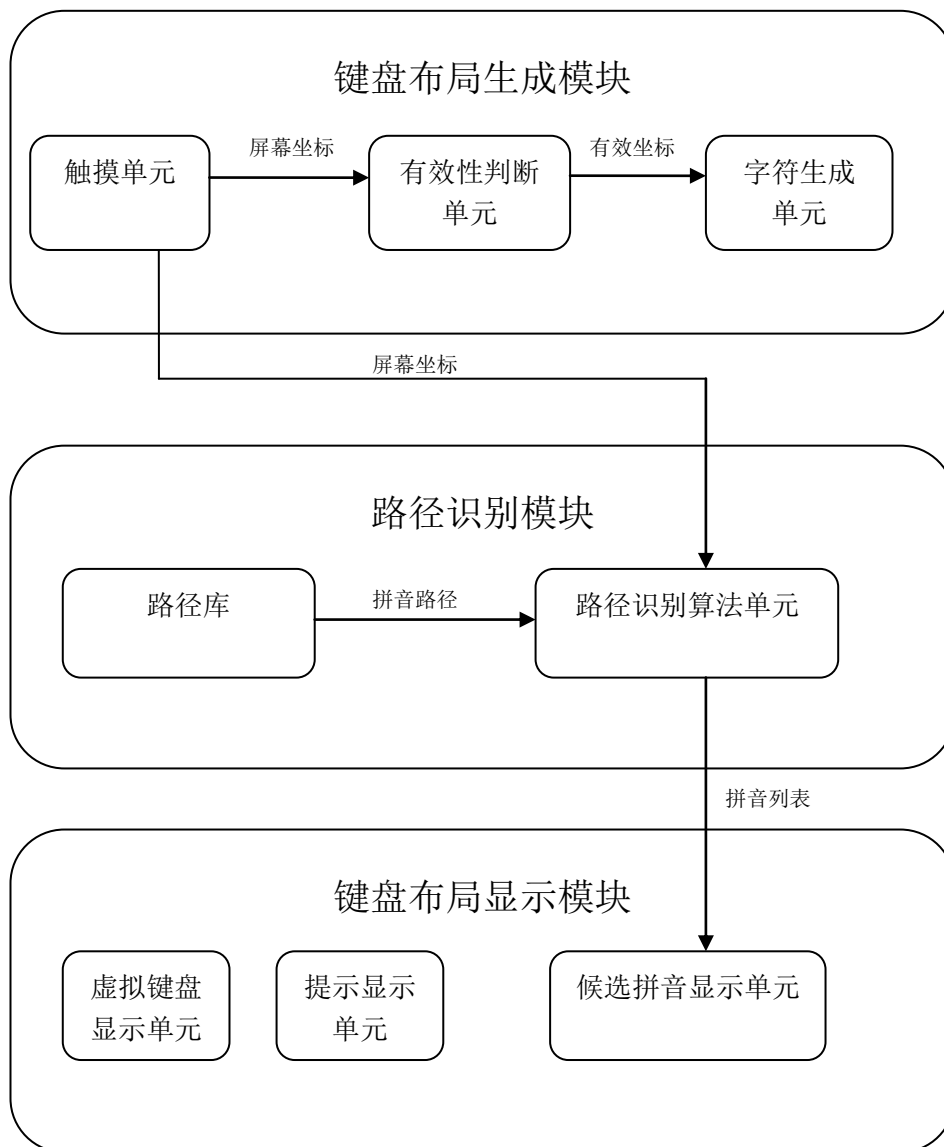 键盘布局生成模块
屏幕坐标
有效坐标
触摸单元
有效性判断
单元
字符生成
单元
屏幕坐标
路径识别模块
路径库
拼音路径
路径识别算法单元
拼音列表
键盘布局显示模块
虚拟键盘
显示单元
提示显示
单元
候选拼音显示单元